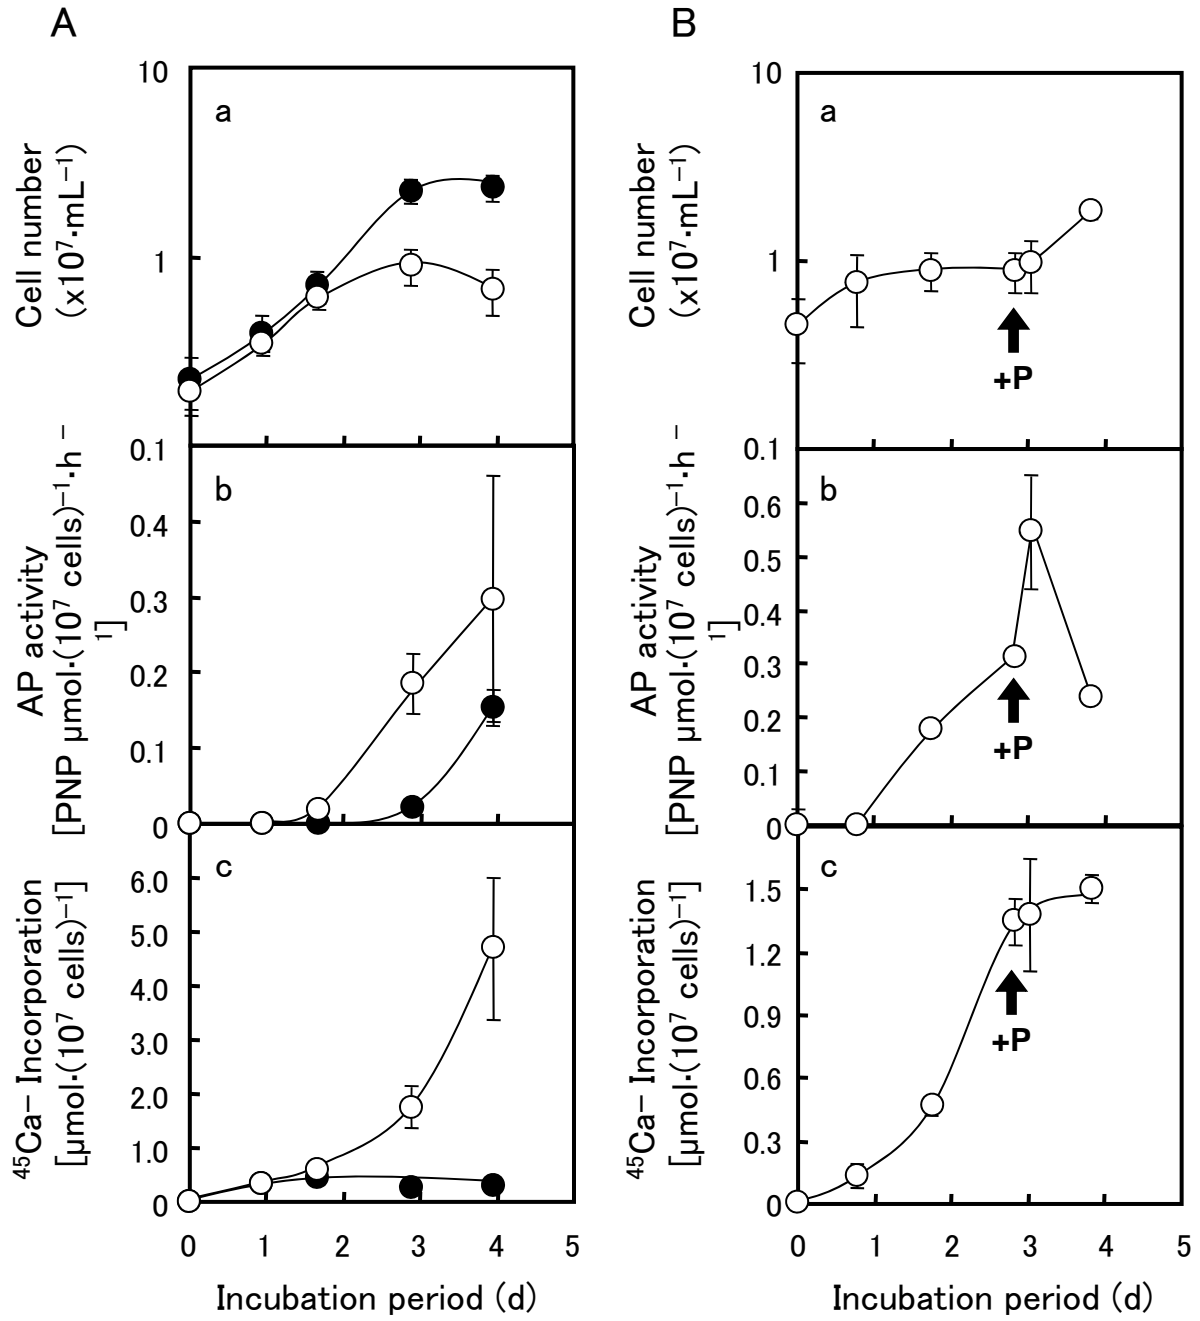 A
10
1
0.1
a
Cell number
(x10⁷·mL⁻¹)
b
0.4
0.3
0.2
0.1
0
AP activity
[PNP μmol·(10⁷ cells)⁻¹·h⁻
¹]
c
6.0
5.0
4.0
3.0
2.0
1.0
0
⁴⁵Ca- Incorporation
[μmol·(10⁷ cells)⁻¹]
0 1 2 3 4 5
Incubation period (d)
B
10
1
0.1
a
Cell number
(x10⁷·mL⁻¹)
+P
b
0.6
0.5
0.4
0.3
0.2
0.1
0
AP activity
[PNP μmol·(10⁷ cells)⁻¹·h⁻
¹]
+P
c
1.5
1.2
0.9
0.6
0.3
0
⁴⁵Ca- Incorporation
[μmol·(10⁷ cells)⁻¹]
+P
0 1 2 3 4 5
Incubation period (d)